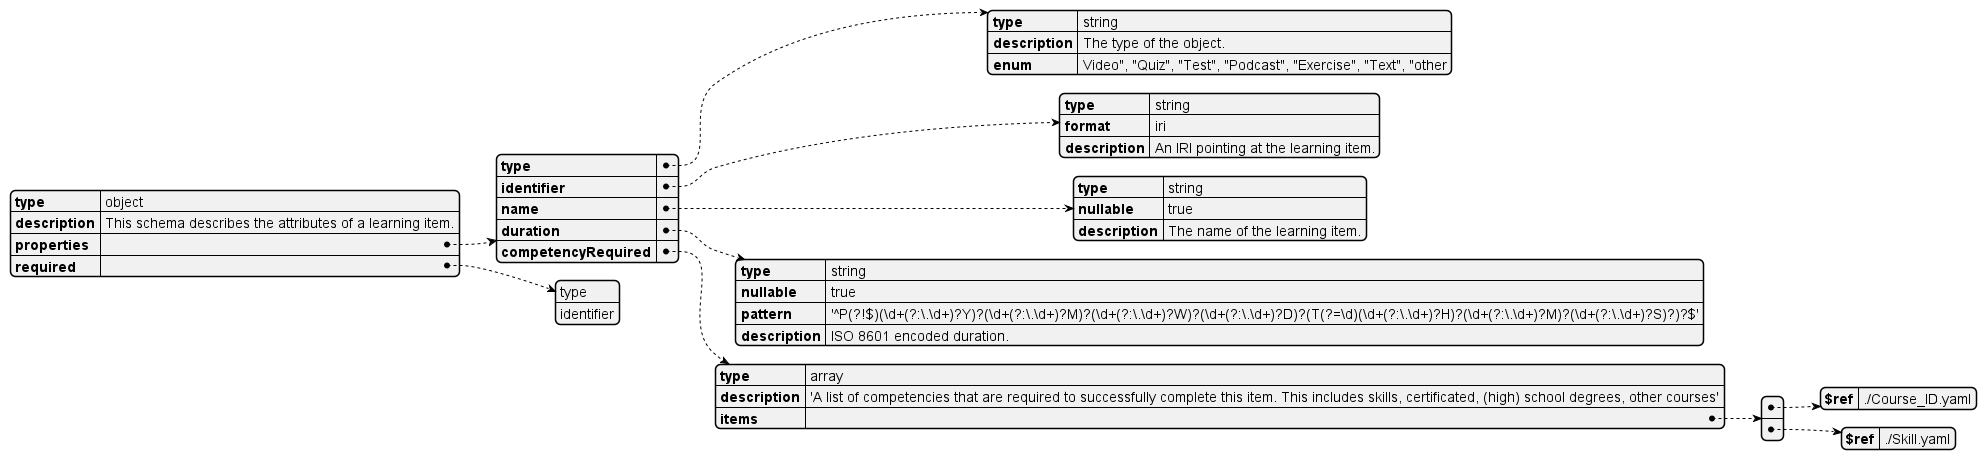 type object
description This schema describes the attributes of a learning item.
properties
required
type
identifier
name
duration
competencyRequired
type
identifier
type string
description The type of the object.
enum Video", "Quiz", "Test", "Podcast", "Exercise", "Text", "other
type string
format iri
description An IRI pointing at the learning item.
type string
nullable true
description The name of the learning item.
type string
nullable true
pattern '^P(?!$)(\d+(?:\.\d+)?Y)?(\d+(?:\.\d+)?M)?(\d+(?:\.\d+)?W)?(\d+(?:\.\d+)?D)?(T(?=\d)(\d+(?:\.\d+)?H)?(\d+(?:\.\d+)?M)?(\d+(?:\.\d+)?S)?)?$'
description ISO 8601 encoded duration.
type array
description 'A list of competencies that are required to successfully complete this item. This includes skills, certificated, (high) school degrees, other courses'
items
$ref ./Course_ID.yaml
$ref ./Skill.yaml